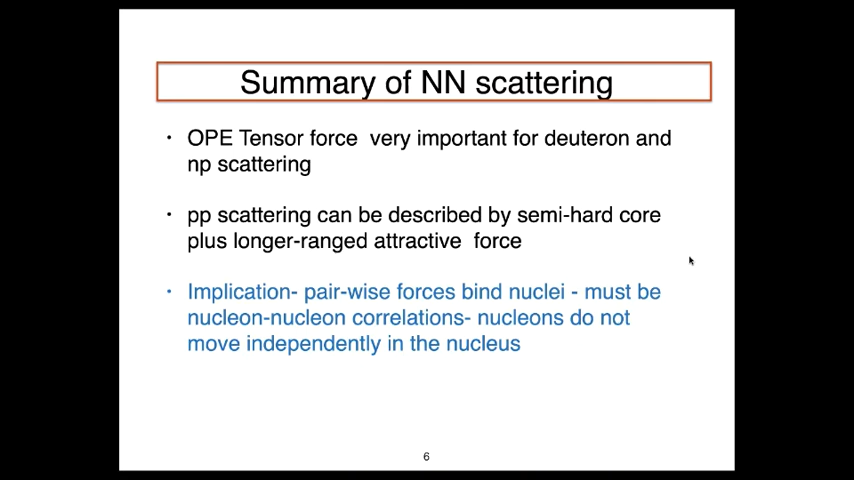 Summary of NN scattering
• OPE Tensor force very important for deuteron and
np scattering
• pp scattering can be described by semi-hard core
plus longer-ranged attractive force
• Implication- pair-wise forces bind nuclei - must be
nucleon-nucleon correlations- nucleons do not
move independently in the nucleus
6